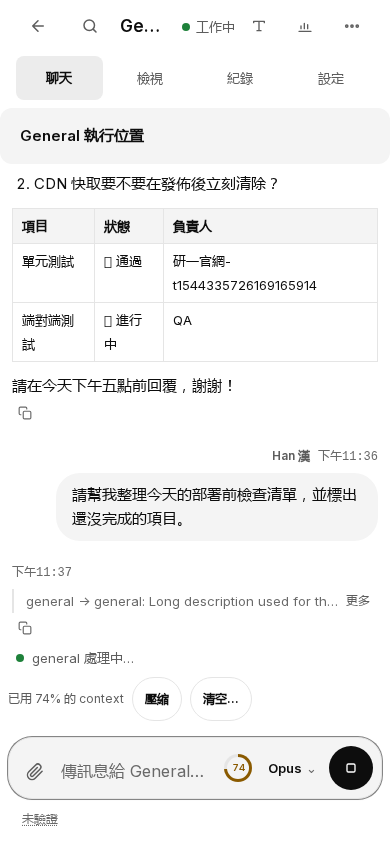 Ge... 工作中
聊天 檢視 紀錄 設定
General 執行位置
2. CDN 快取要不要在發佈後立刻清除？
項目 狀態 負責人
單元測試 通過 研一官網-
t1544335726169165914
端對端測 進行 QA
試 中
請在今天下午五點前回覆，謝謝！
Han 漢 下午11:36
請幫我整理今天的部署前檢查清單，並標出
還沒完成的項目。
下午11:37
general → general: Long description used for th... 更多
general 處理中...
已用 74% 的 context 壓縮 清空...
傳訊息給 General... 74 Opus
未驗證